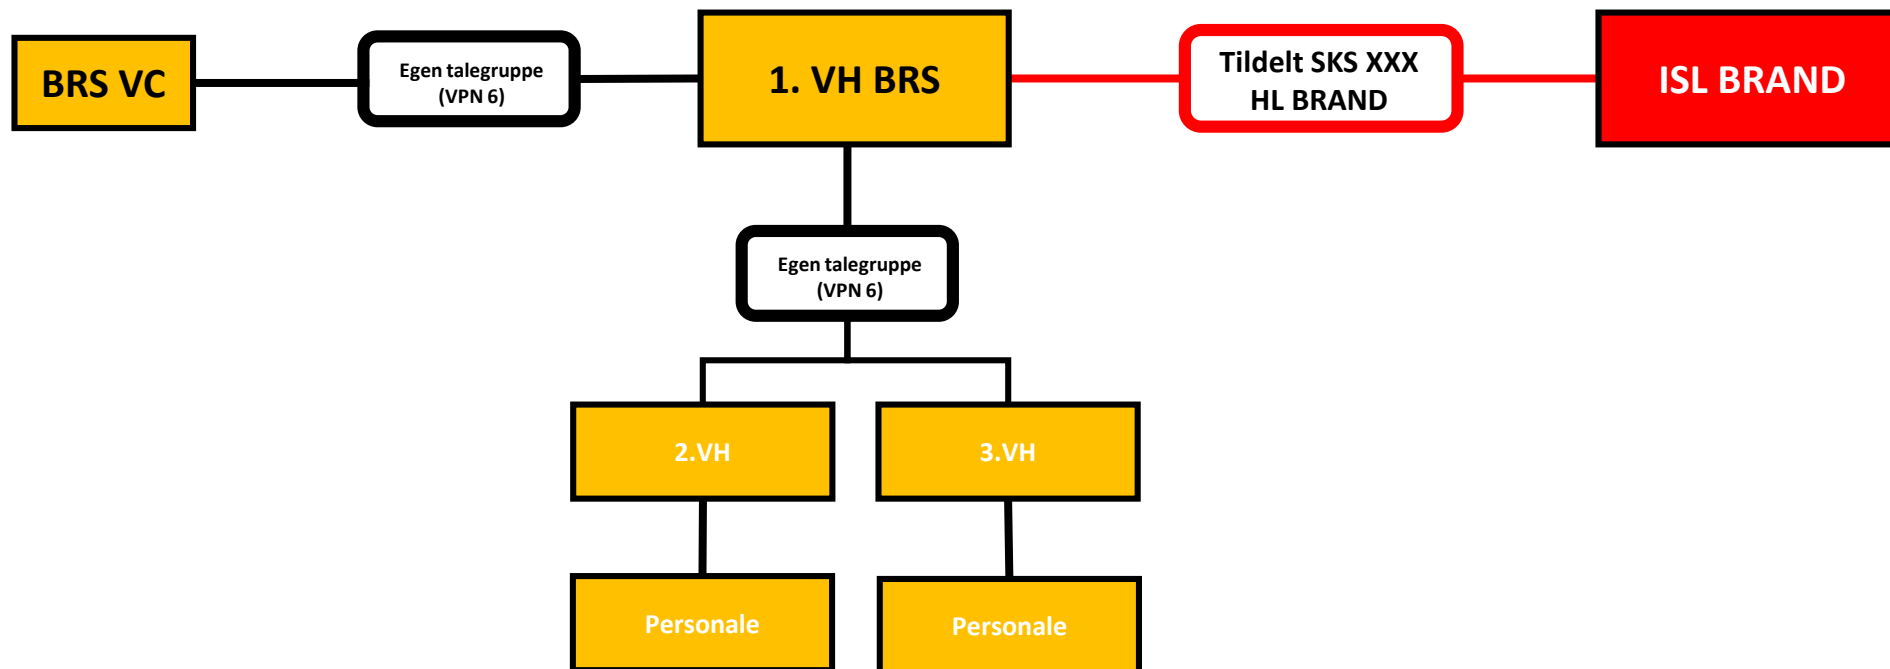 BRS VC
Egen talegruppe
(VPN 6)
1. VH BRS
Tildelt SKS XXX
HL BRAND
ISL BRAND
Egen talegruppe
(VPN 6)
2.VH
3.VH
Personale
Personale